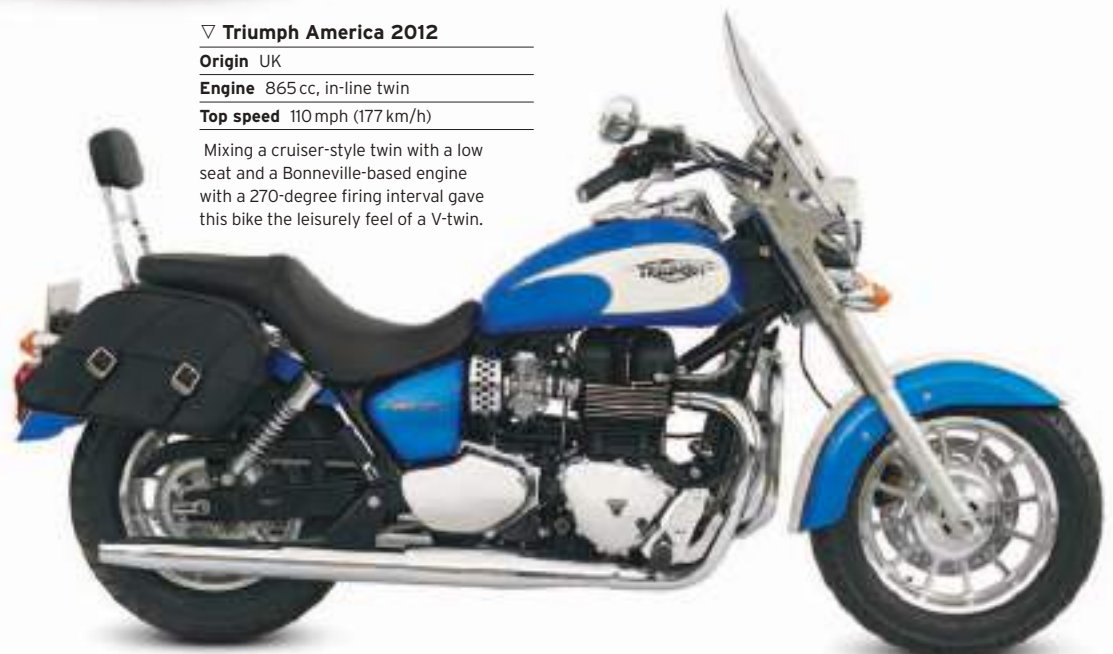 ▽ Triumph America 2012
Origin UK
Engine 865 cc, in-line twin
Top speed 110 mph (177 km/h)
Mixing a cruiser-style twin with a low
seat and a Bonneville-based engine
with a 270-degree firing interval gave
this bike the leisurely feel of a V-twin.
TRIUMPH